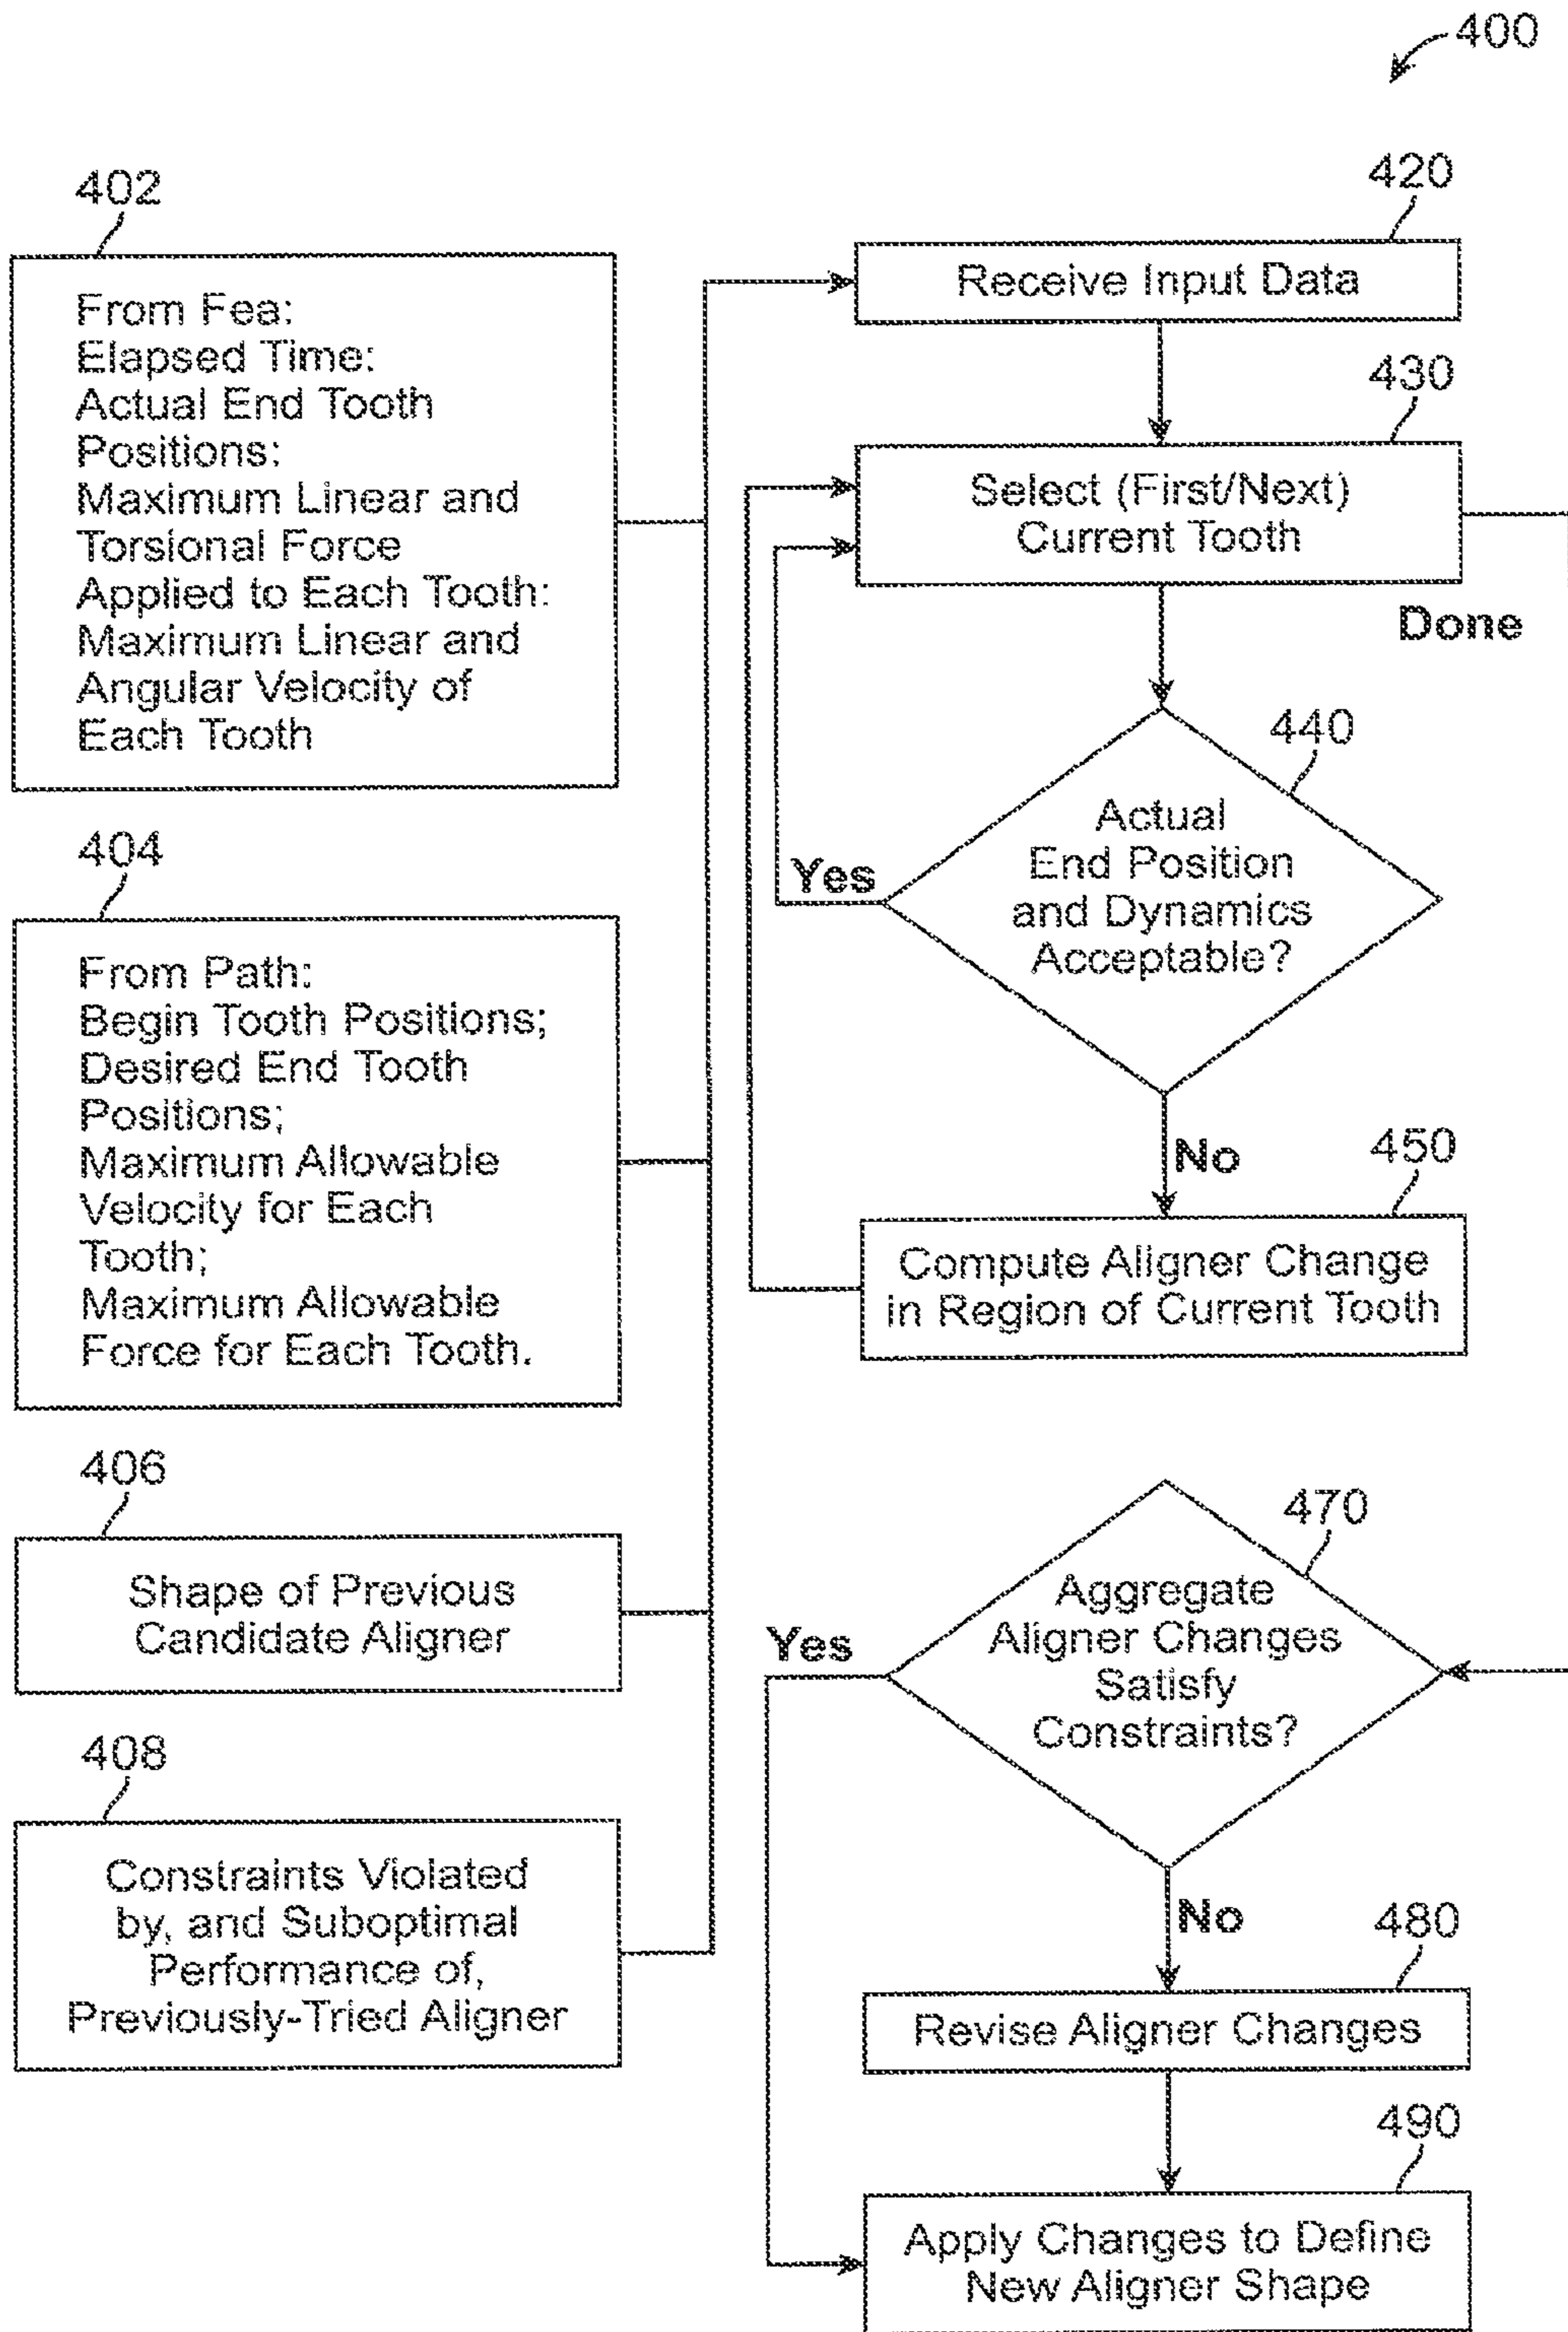 400
402
From Fea:
Elapsed Time:
Actual End Tooth
Positions:
Maximum Linear and
Torsional Force
Applied to Each Tooth:
Maximum Linear and
Angular Velocity of
Each Tooth
404
From Path:
Begin Tooth Positions;
Desired End Tooth
Positions;
Maximum Allowable
Velocity for Each
Tooth;
Maximum Allowable
Force for Each Tooth.
406
Shape of Previous
Candidate Aligner
408
Constraints Violated
by, and Suboptimal
Performance of,
Previously-Tried Aligner
420
Receive Input Data
430
Select (First/Next)
Current Tooth
Done
440
Actual
End Position
and Dynamics
Acceptable?
Yes
No
450
Compute Aligner Change
in Region of Current Tooth
470
Aggregate
Aligner Changes
Satisfy
Constraints?
Yes
No
480
Revise Aligner Changes
490
Apply Changes to Define
New Aligner Shape